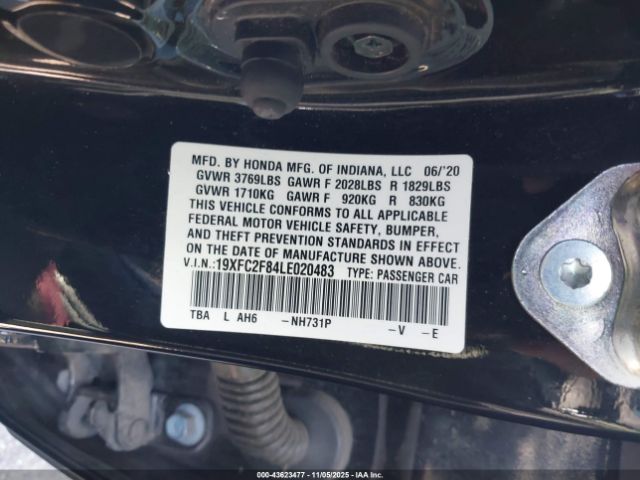 MFD. BY HONDA MFG. OF INDIANA, LLC 06/'20
GVWR 3769LBS GAWR F 2028LBS R 1829LBS
GVWR 1710KG GAWR F 920KG R 830KG
THIS VEHICLE CONFORMS TO ALL APPLICABLE
FEDERAL MOTOR VEHICLE SAFETY, BUMPER,
AND THEFT PREVENTION STANDARDS IN EFFECT
ON THE DATE OF MANUFACTURE SHOWN ABOVE.
V.I.N.:19XFC2F84LE020483 TYPE: PASSENGER CAR
TBA L AH6 -NH731P -V -E
00-43623477 - 11/05/2025 - IAA Inc.